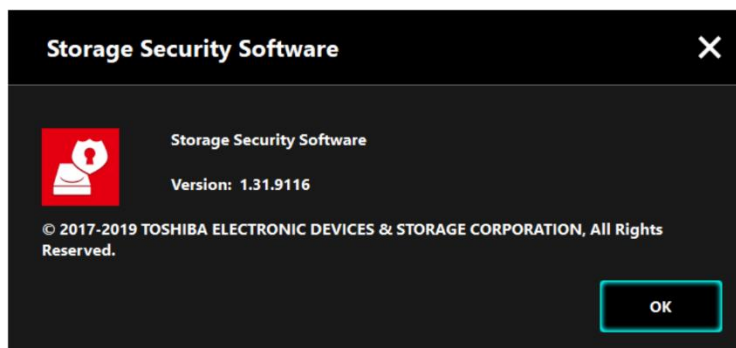 Storage Security Software
Storage Security Software
Version: 1.31.9116
© 2017-2019 TOSHIBA ELECTRONIC DEVICES & STORAGE CORPORATION, All Rights
Reserved.
OK